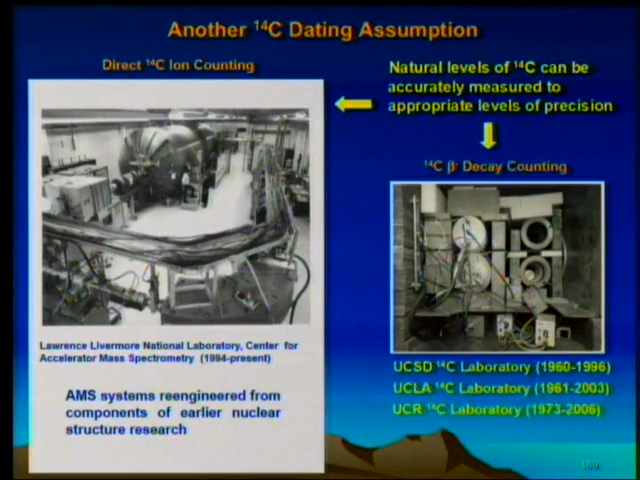 Another ¹⁴C Dating Assumption
Direct ¹⁴C Ion Counting
Natural levels of ¹⁴C can be
accurately measured to
appropriate levels of precision
¹⁴C β⁻ Decay Counting
Lawrence Livermore National Laboratory, Center for
Accelerator Mass Spectrometry (1994-present)
AMS systems reengineered from
components of earlier nuclear
structure research
UCSD ¹⁴C Laboratory (1960-1996)
UCLA ¹⁴C Laboratory (1961-2003)
UCR ¹⁴C Laboratory (1973-2006)